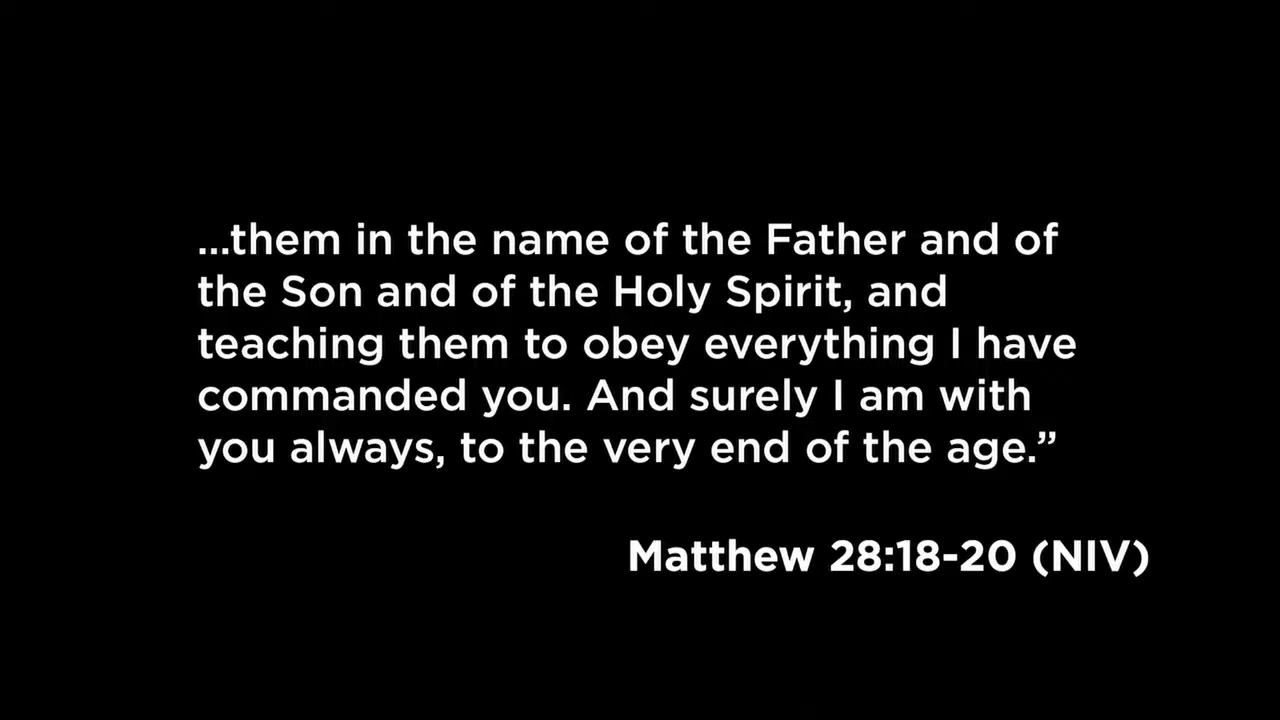 ...them in the name of the Father and of
the Son and of the Holy Spirit, and
teaching them to obey everything I have
commanded you. And surely I am with
you always, to the very end of the age.”
Matthew 28:18-20 (NIV)